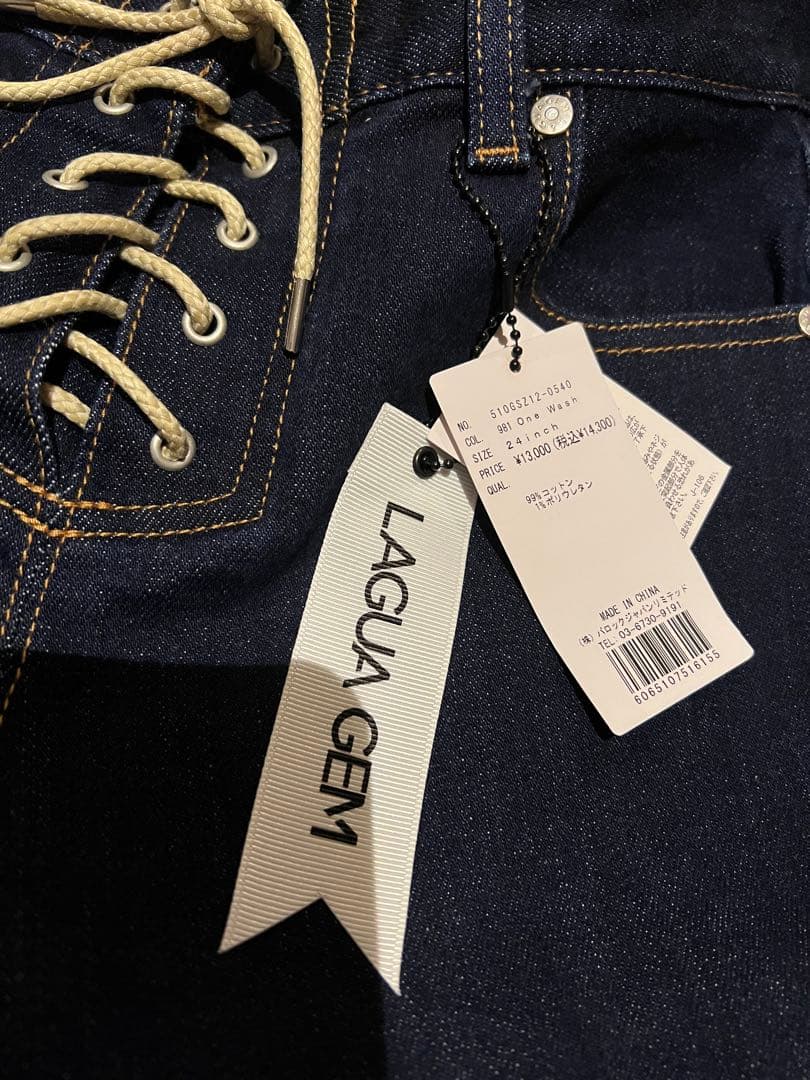 LAGUA GEM
NO. 510GSZ12-0540
COL. 981 One Wash
SIZE 24inch
PRICE ¥13,000(税込¥14,300)
QUAL.
99%コットン
1%ポリウレタン
MADE IN CHINA
(株)バロックジャパンリミテッド
TEL: 03-6730-9191
6065107516155
J-106